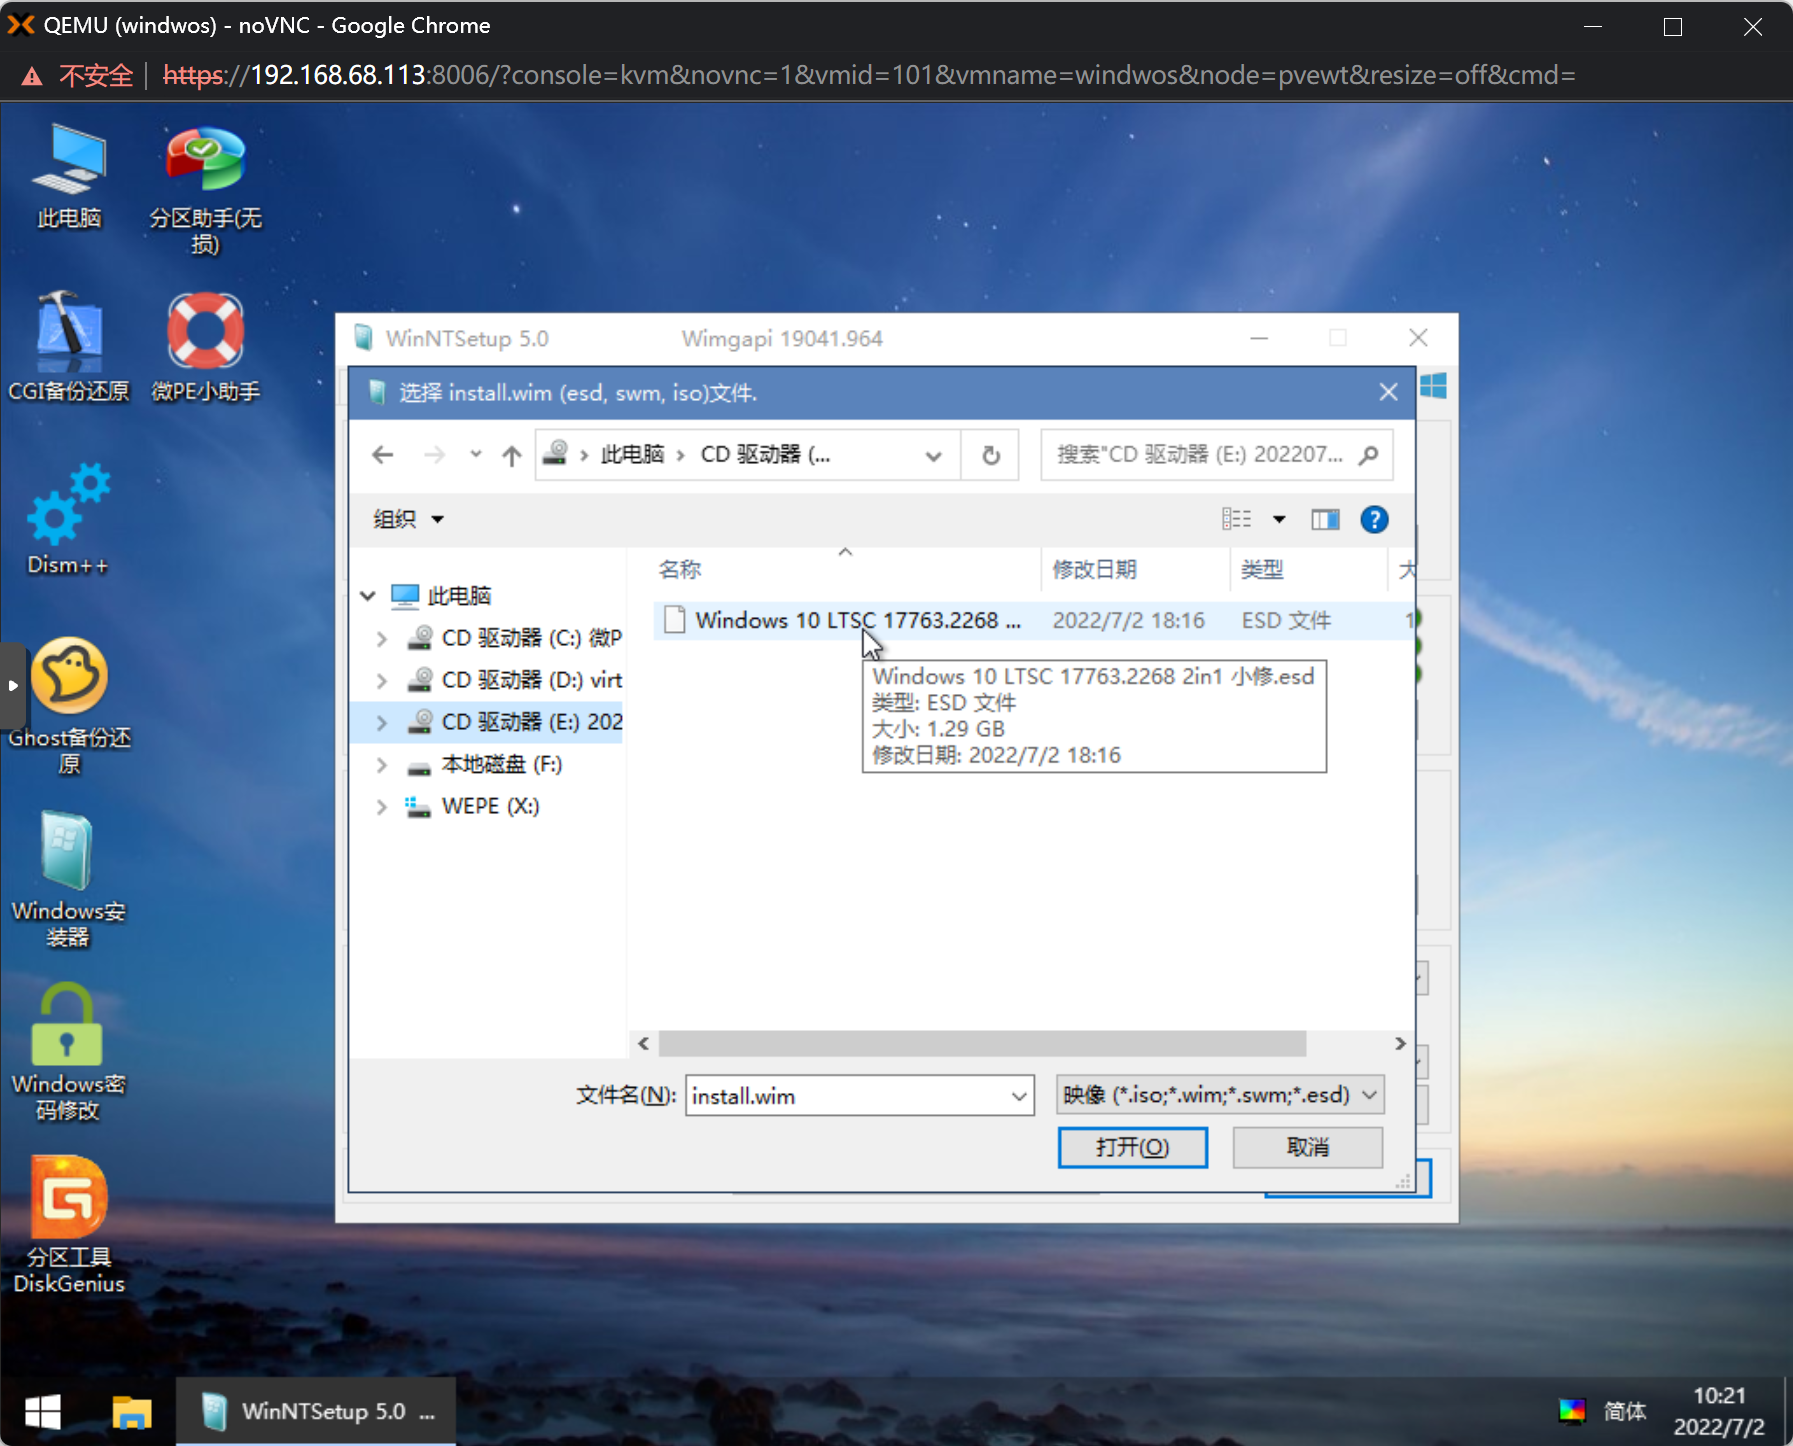 QEMU (windwos) - noVNC - Google Chrome
不安全 https://192.168.68.113:8006/?console=kvm&novnc=1&vmid=101&vmname=windwos&node=pvewt&resize=off&cmd=
此电脑
分区助手(无
损)
CGI备份还原
微PE小助手
Dism++
Ghost备份还
原
Windows安
装器
Windows密
码修改
分区工具
DiskGenius
WinNTSetup 5.0
Wimgapi 19041.964
选择 install.wim (esd, swm, iso)文件.
此电脑
CD 驱动器 (...
搜索"CD 驱动器 (E:) 202207...
组织
名称
修改日期
类型
大
此电脑
CD 驱动器 (C:) 微P
CD 驱动器 (D:) virt
CD 驱动器 (E:) 202
本地磁盘 (F:)
WEPE (X:)
Windows 10 LTSC 17763.2268 ...
2022/7/2 18:16
ESD 文件
1
Windows 10 LTSC 17763.2268 2in1 小修.esd
类型: ESD 文件
大小: 1.29 GB
修改日期: 2022/7/2 18:16
文件名(N):
install.wim
映像 (*.iso;*.wim;*.swm;*.esd)
打开(O)
取消
WinNTSetup 5.0 ...
简体
10:21
2022/7/2